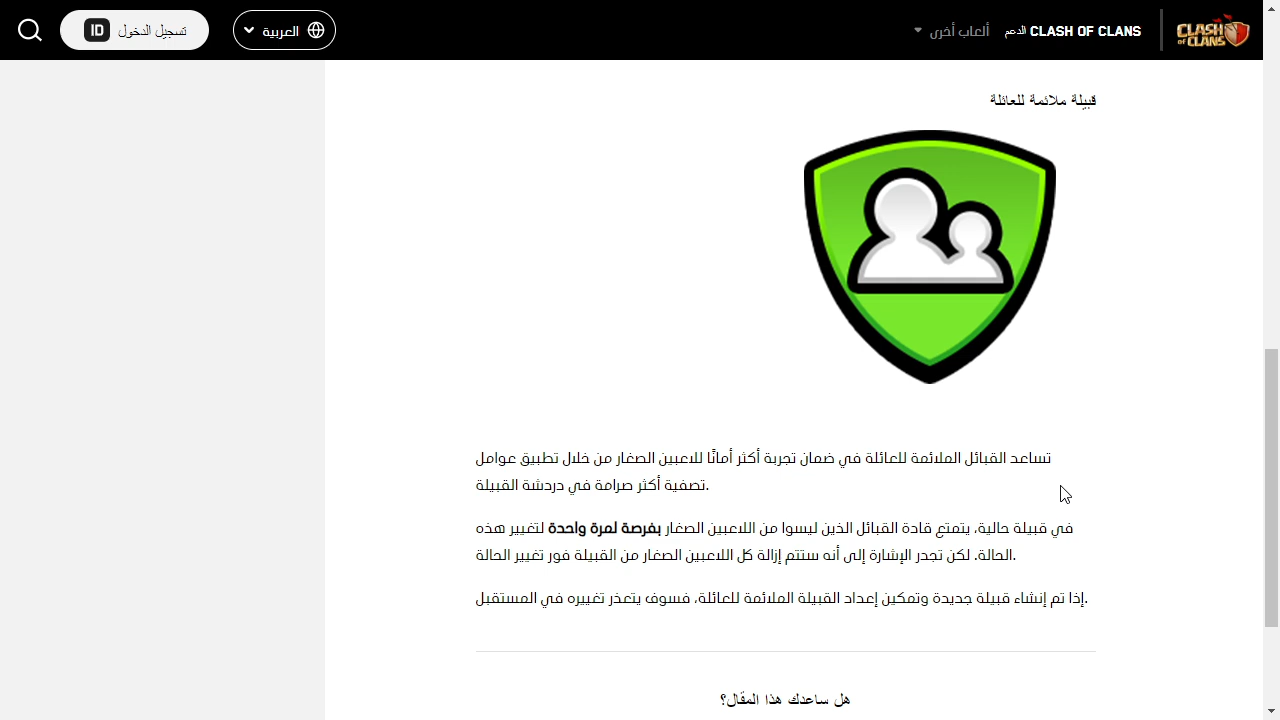 CLASH OF CLANS
CLASH OF CLANS الدعم
ألعاب أخرى
العربية
تسجيل الدخول ID
قبيلة ملائمة للعائلة
تساعد القبائل الملائمة للعائلة في ضمان تجربة أكثر أمانًا للاعبين الصغار من خلال تطبيق عوامل
تصفية أكثر صرامة في دردشة القبيلة.
في قبيلة حالية، يتمتع قادة القبائل الذين ليسوا من اللاعبين الصغار بفرصة لمرة واحدة لتغيير هذه
الحالة. لكن تجدر الإشارة إلى أنه ستتم إزالة كل اللاعبين الصغار من القبيلة فور تغيير الحالة.
إذا تم إنشاء قبيلة جديدة وتمكين إعداد القبيلة الملائمة للعائلة، فسوف يتعذر تغييره في المستقبل.
هل ساعدك هذا المقال؟